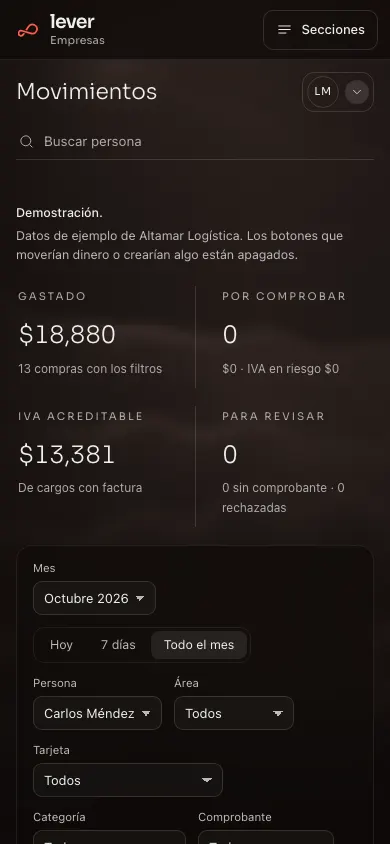 lever
Empresas
Secciones
Movimientos
LM
Buscar persona
Demostración.
Datos de ejemplo de Altamar Logística. Los botones que
moverían dinero o crearían algo están apagados.
GASTADO
$18,880
13 compras con los filtros
POR COMPROBAR
0
$0 · IVA en riesgo $0
IVA ACREDITABLE
$13,381
De cargos con factura
PARA REVISAR
0
0 sin comprobante · 0
rechazadas
Mes
Octubre 2026
Hoy 7 días Todo el mes
Persona Área
Carlos Méndez Todos
Tarjeta
Todos
Categoría Comprobante